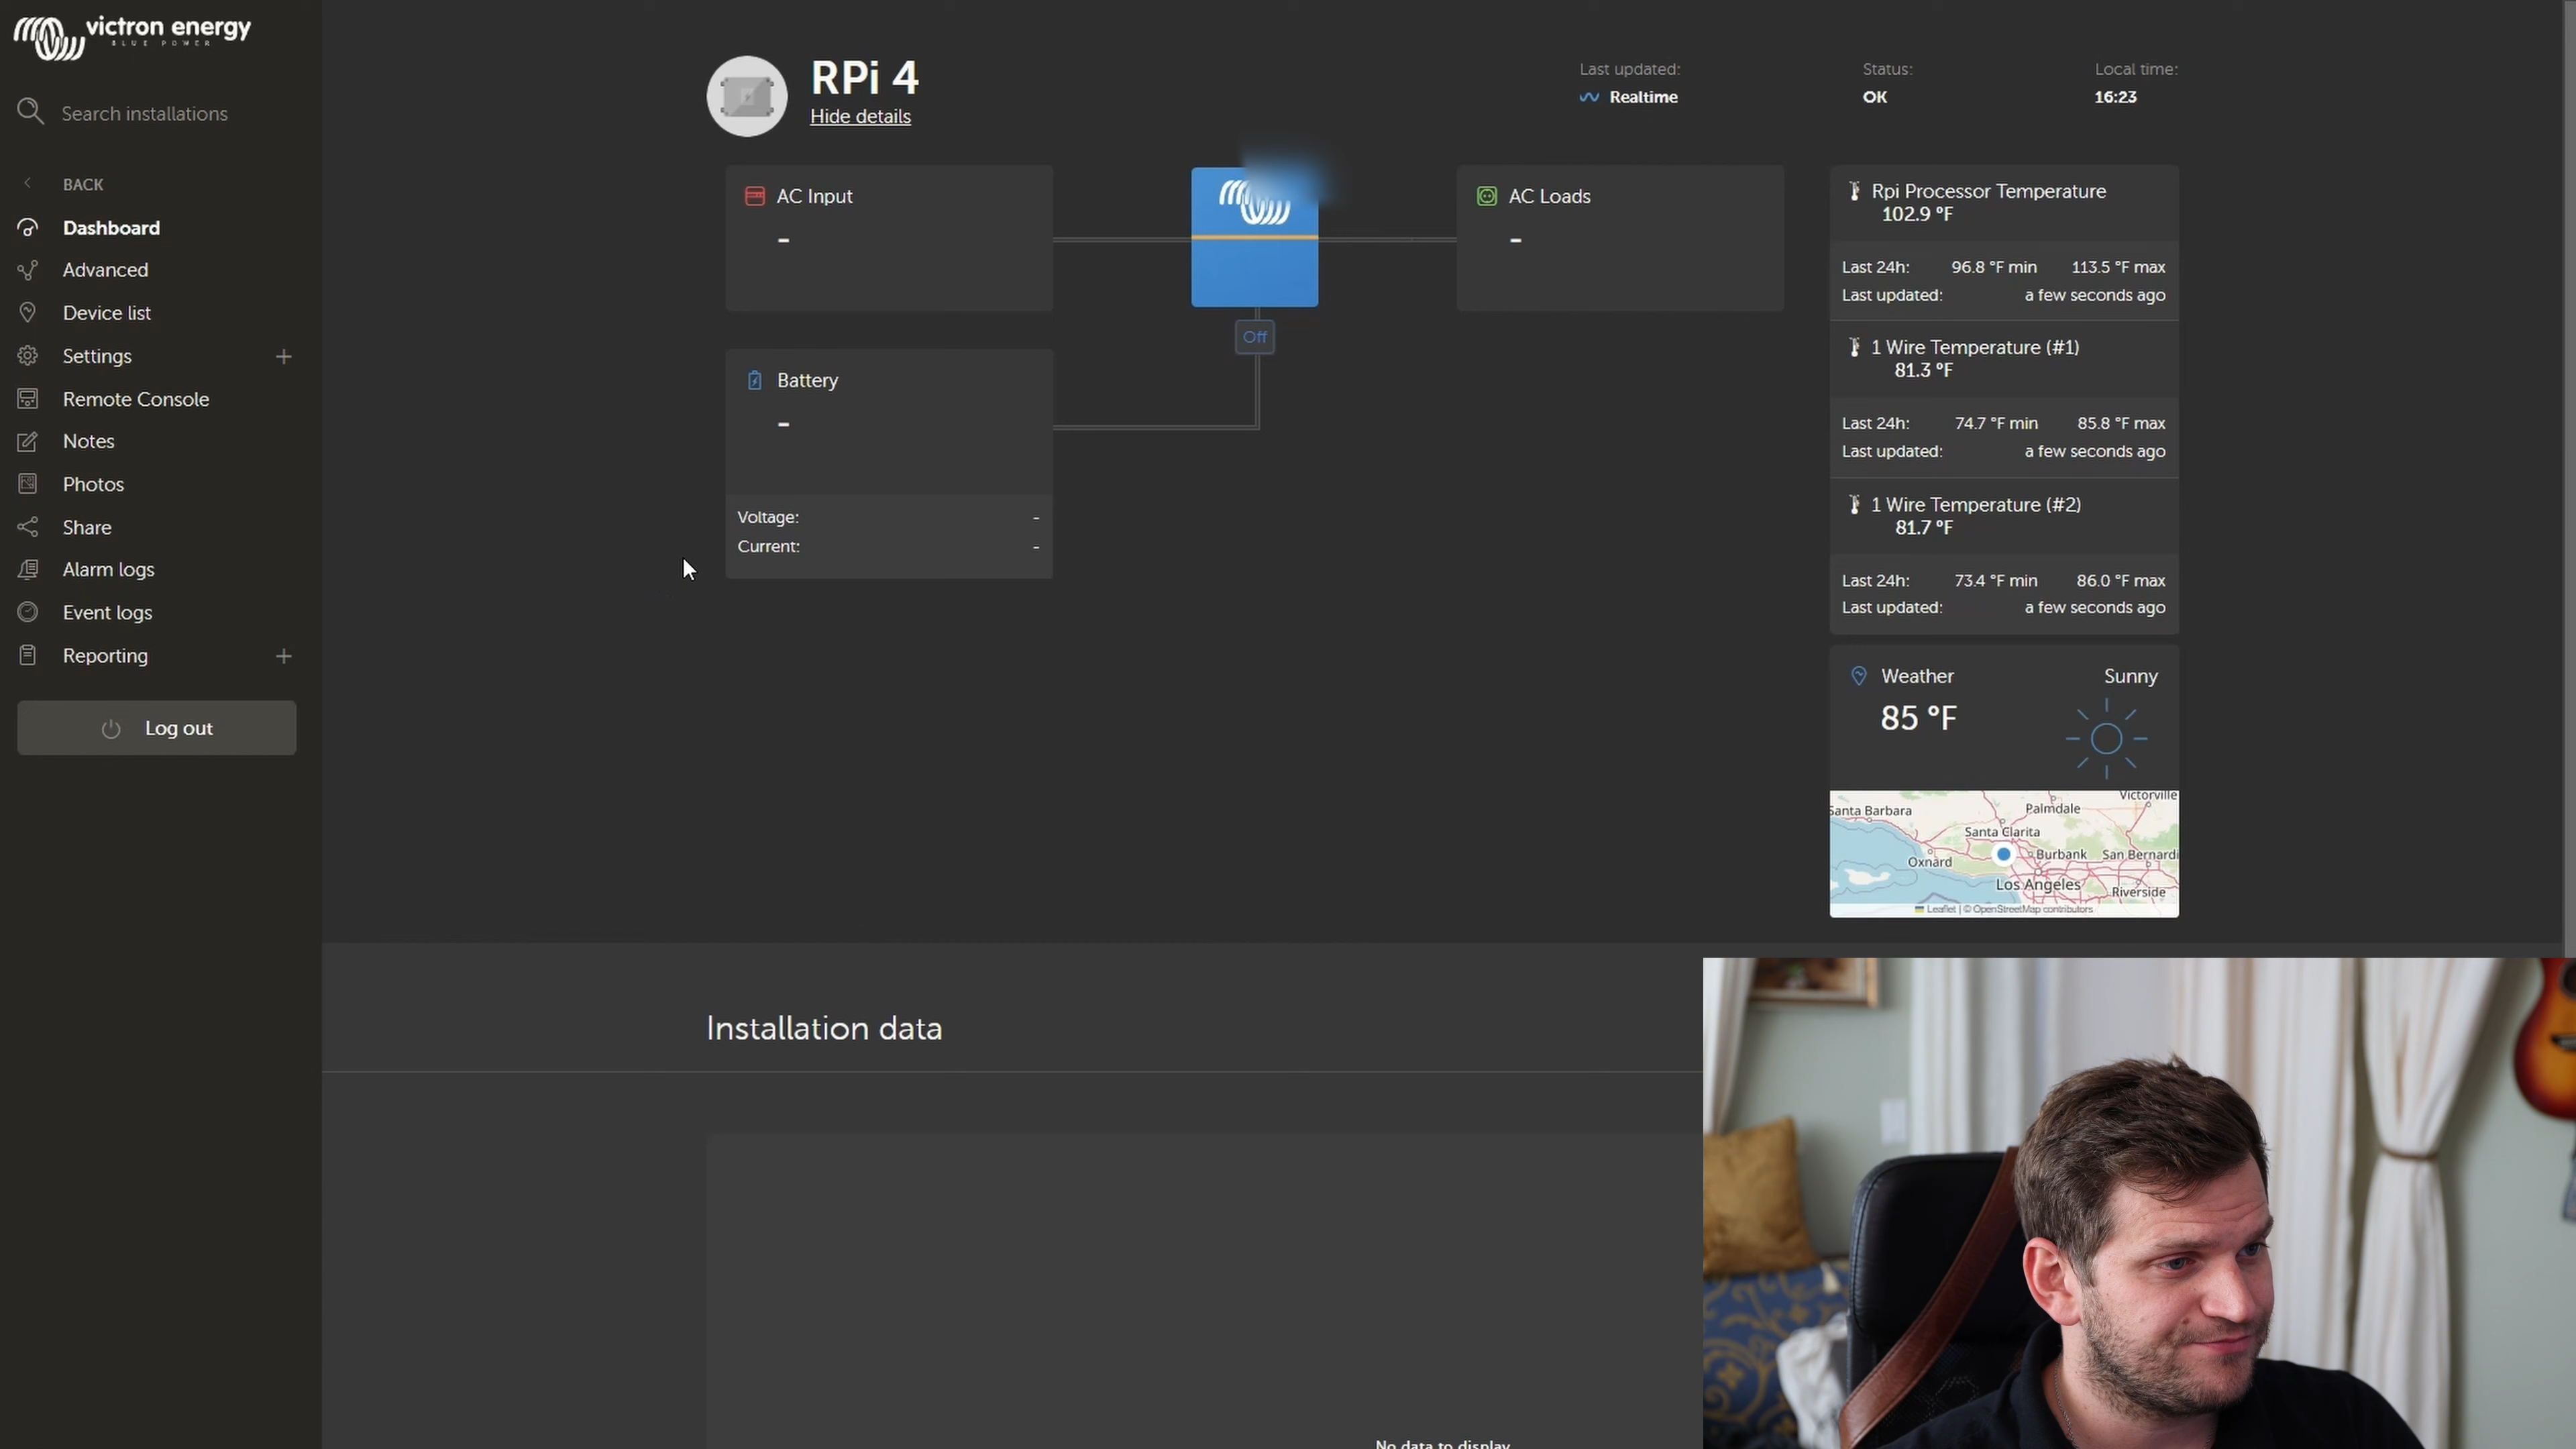 victron energy
BLUE POWER
Search installations
BACK
Dashboard
Advanced
Device list
Settings
Remote Console
Notes
Photos
Share
Alarm logs
Event logs
Reporting
Log out
RPi 4
Hide details
Last updated:
Realtime
Status:
OK
Local time:
16:23
AC Input
-
Off
AC Loads
-
Battery
-
Voltage: -
Current: -
Rpi Processor Temperature
102.9 °F
Last 24h: 96.8 °F min 113.5 °F max
Last updated: a few seconds ago
1 Wire Temperature (#1)
81.3 °F
Last 24h: 74.7 °F min 85.8 °F max
Last updated: a few seconds ago
1 Wire Temperature (#2)
81.7 °F
Last 24h: 73.4 °F min 86.0 °F max
Last updated: a few seconds ago
Weather Sunny
85 °F
Victorville
Santa Barbara Palmdale
Santa Clarita
Oxnard Burbank San Bernardi
Los Angeles Riverside
Leaflet | © OpenStreetMap contributors
Installation data
No data to display